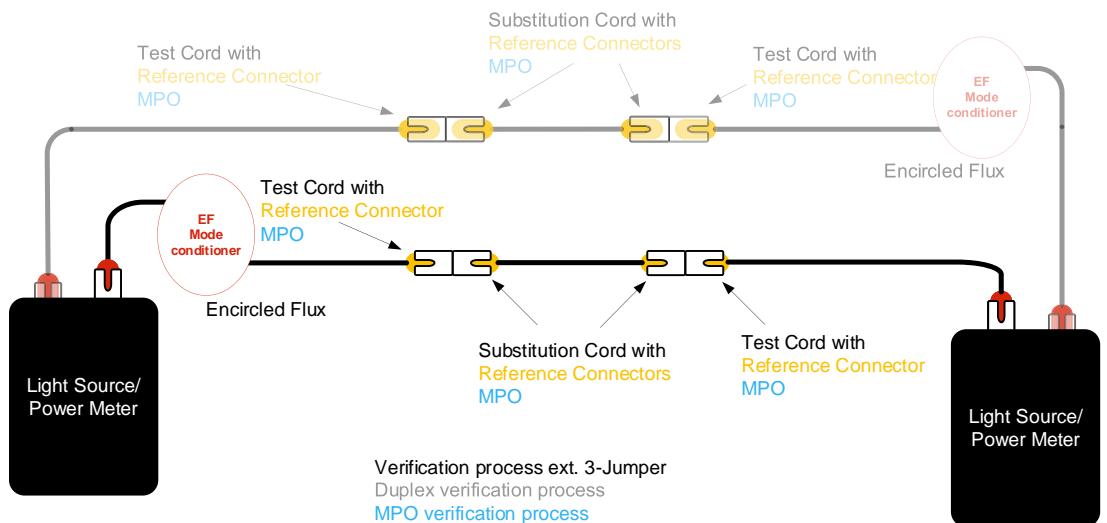 Substitution Cord with
Reference Connectors
MPO
Test Cord with
Reference Connector
MPO
Test Cord with
Reference Connector
MPO
EF
Mode
conditioner
Encircled Flux
EF
Mode
conditioner
Test Cord with
Reference Connector
MPO
Encircled Flux
Substitution Cord with
Reference Connectors
MPO
Test Cord with
Reference Connector
MPO
Light Source/
Power Meter
Light Source/
Power Meter
Verification process ext. 3-Jumper
Duplex verification process
MPO verification process